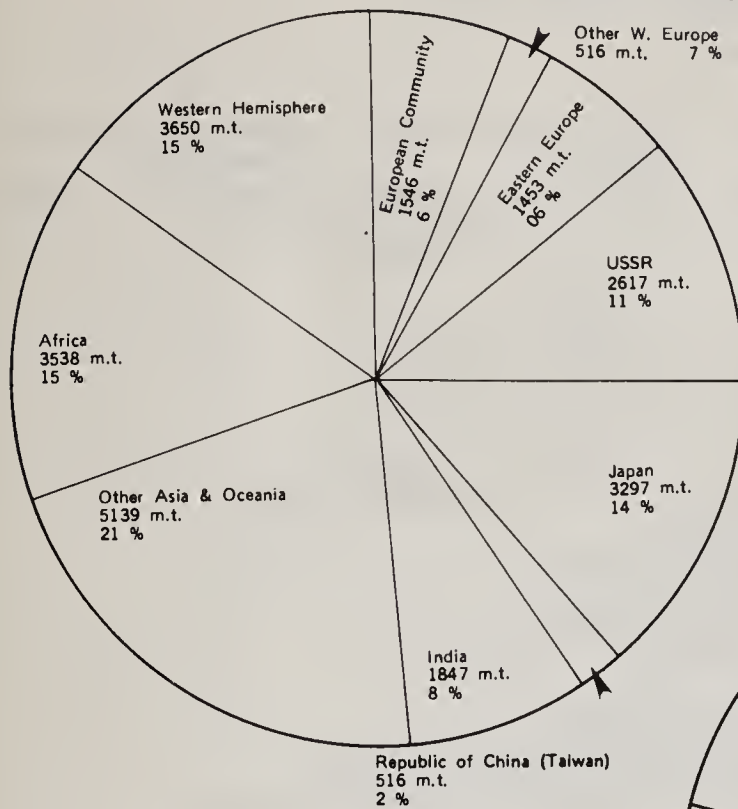 Other W. Europe
516 m.t. 7 %
European Community
1546 m.t.
6 %
Eastern Europe
1453 m.t.
06 %
Western Hemisphere
3650 m.t.
15 %
USSR
2617 m.t.
11 %
Africa
3538 m.t.
15 %
Japan
3297 m.t.
14 %
Other Asia & Oceania
5139 m.t.
21 %
India
1847 m.t.
8 %
Republic of China (Taiwan)
516 m.t.
2 %